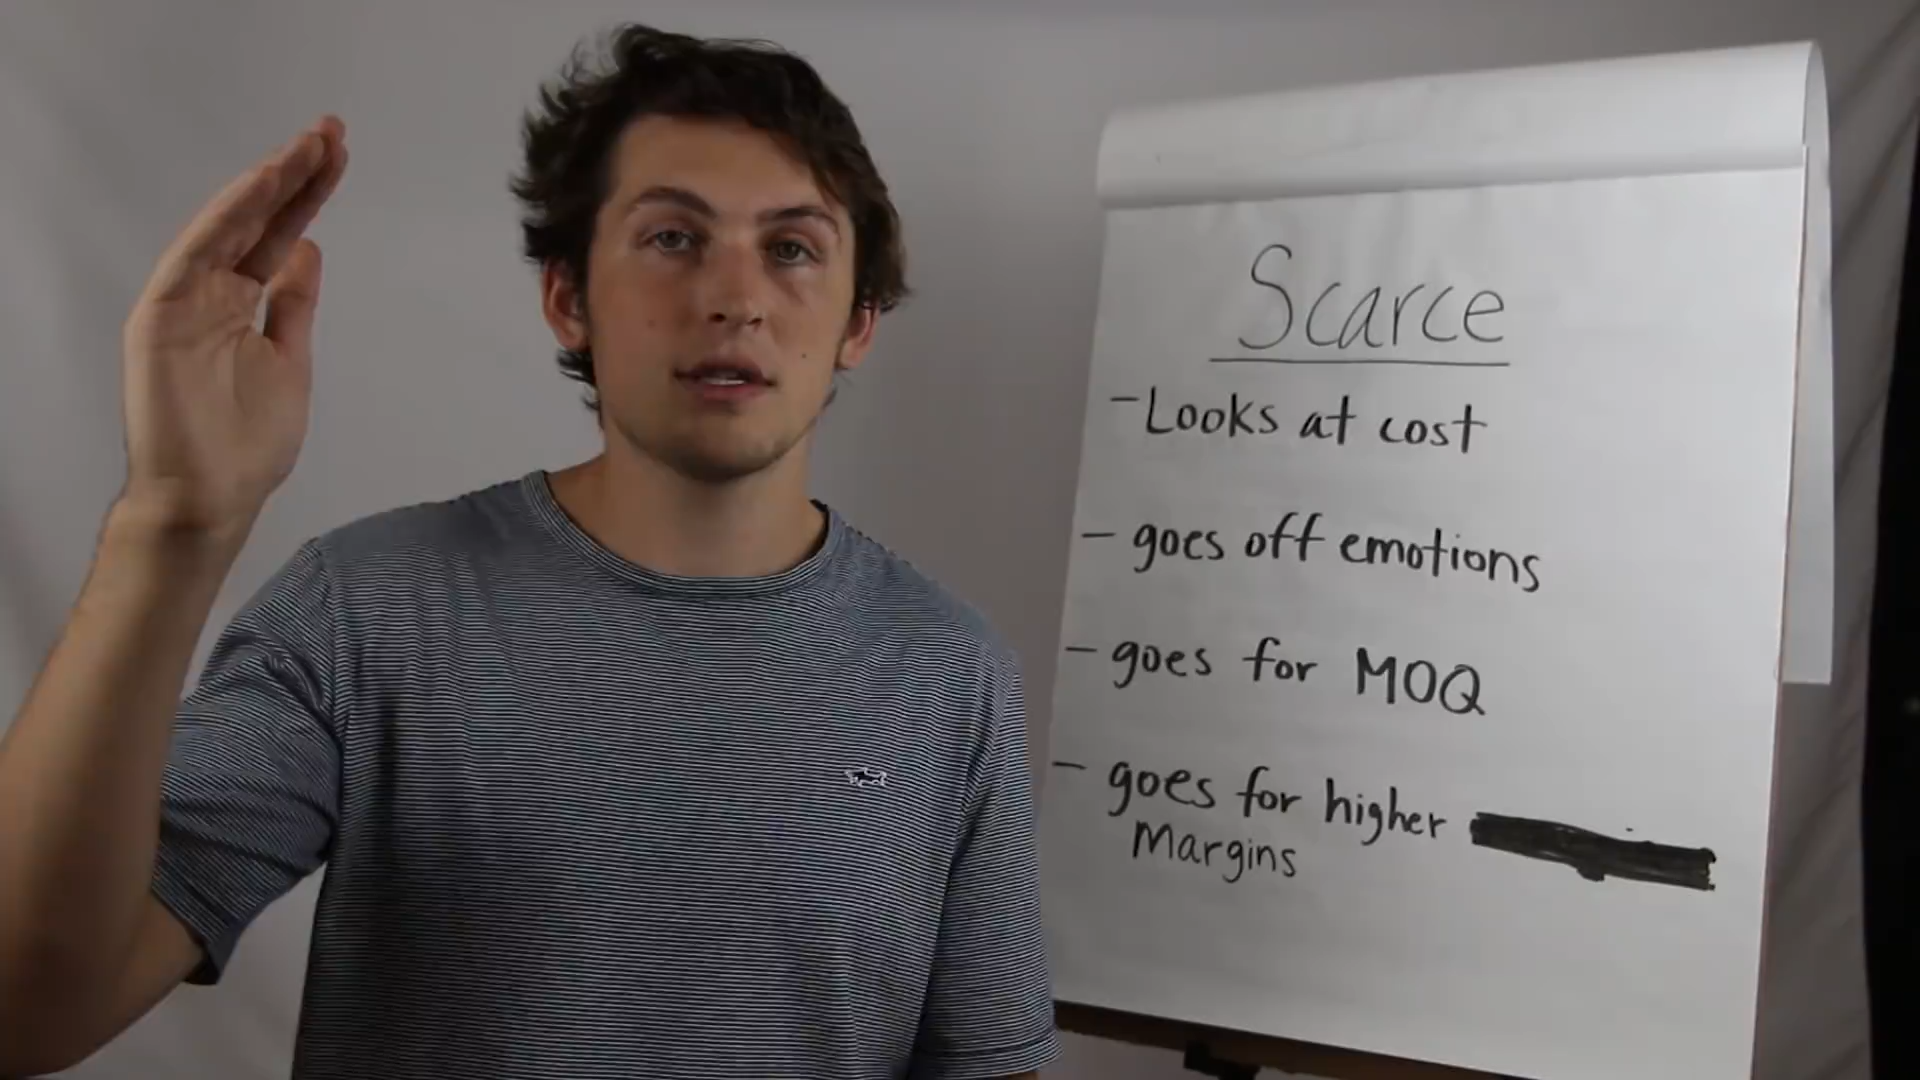 Scarce
- Looks at cost
- goes off emotions
- goes for MOQ
- goes for higher
Margins